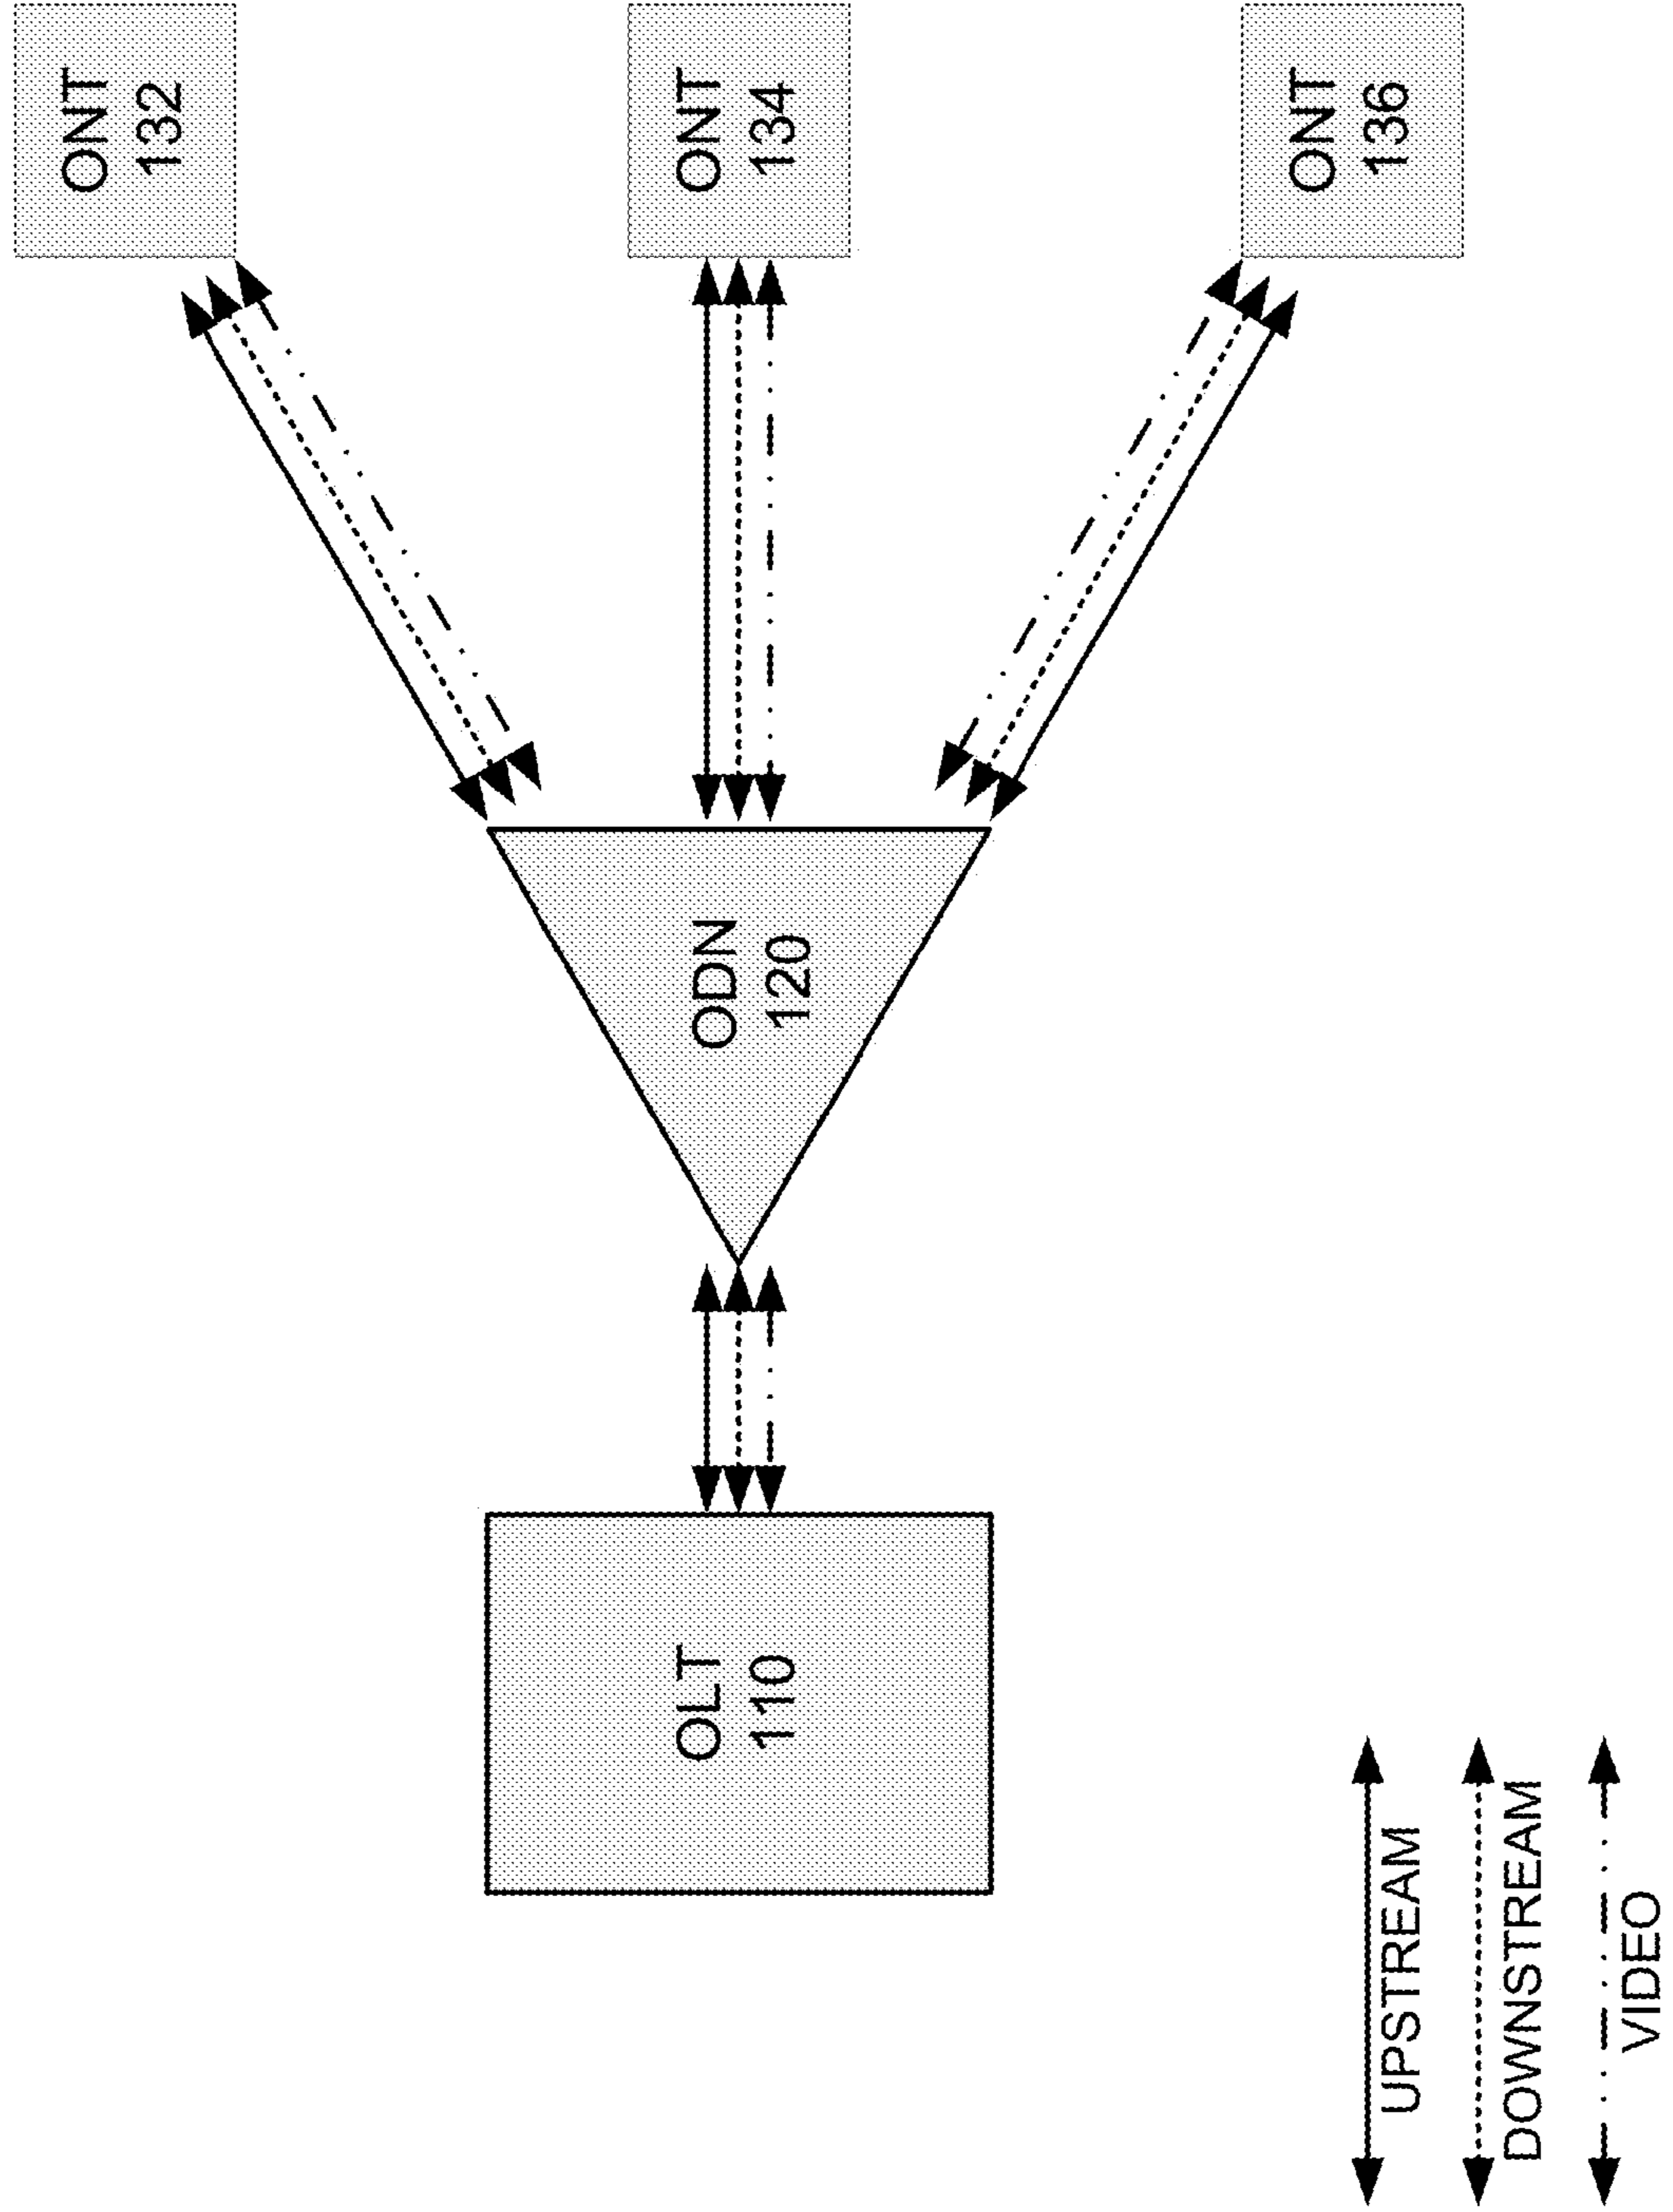 OLT
110
ODN
120
ONT
132
ONT
134
ONT
136
UPSTREAM
DOWNSTREAM
VIDEO